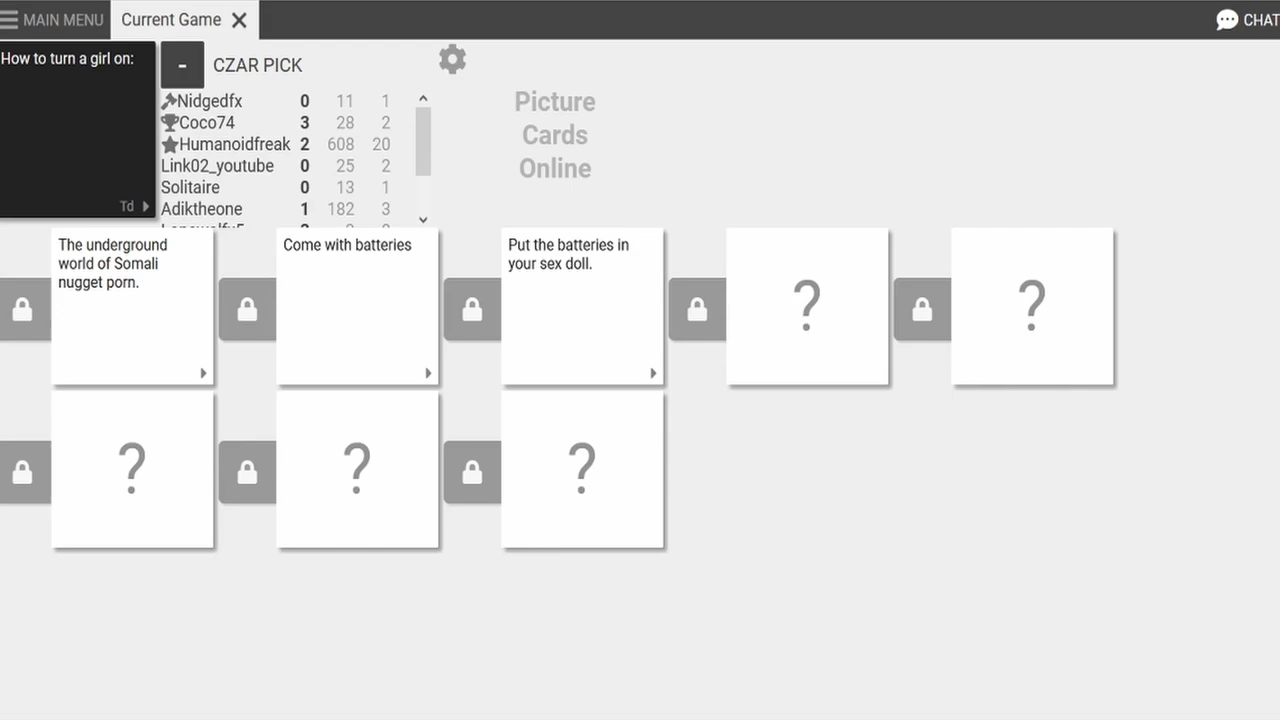 MAIN MENU
Current Game
CHAT
How to turn a girl on:
Td
-
CZAR PICK
Nidgedfx 0 11 1
Coco74 3 28 2
Humanoidfreak 2 608 20
Link02_youtube 0 25 2
Solitaire 0 13 1
Adiktheone 1 182 3
Picture
Cards
Online
The underground
world of Somali
nugget porn.
Come with batteries
Put the batteries in
your sex doll.
?
?
?
?
?